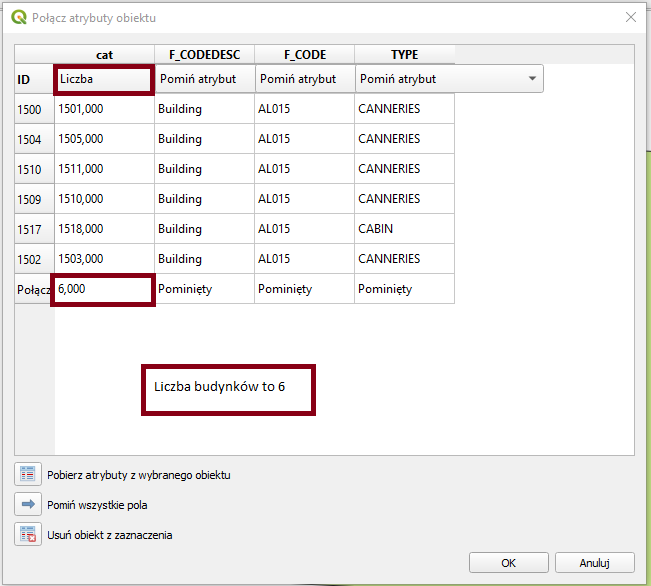 Połącz atrybuty obiektu
cat F_CODEDESC F_CODE TYPE
ID Liczba Pomiń atrybut Pomiń atrybut Pomiń atrybut
1500 1501,000 Building AL015 CANNERIES
1504 1505,000 Building AL015 CANNERIES
1510 1511,000 Building AL015 CANNERIES
1509 1510,000 Building AL015 CANNERIES
1517 1518,000 Building AL015 CABIN
1502 1503,000 Building AL015 CANNERIES
Połącz 6,000 Pominięty Pominięty Pominięty
Liczba budynków to 6
Pobierz atrybuty z wybranego obiektu
Pomiń wszystkie pola
Usuń obiekt z zaznaczenia
OK Anuluj